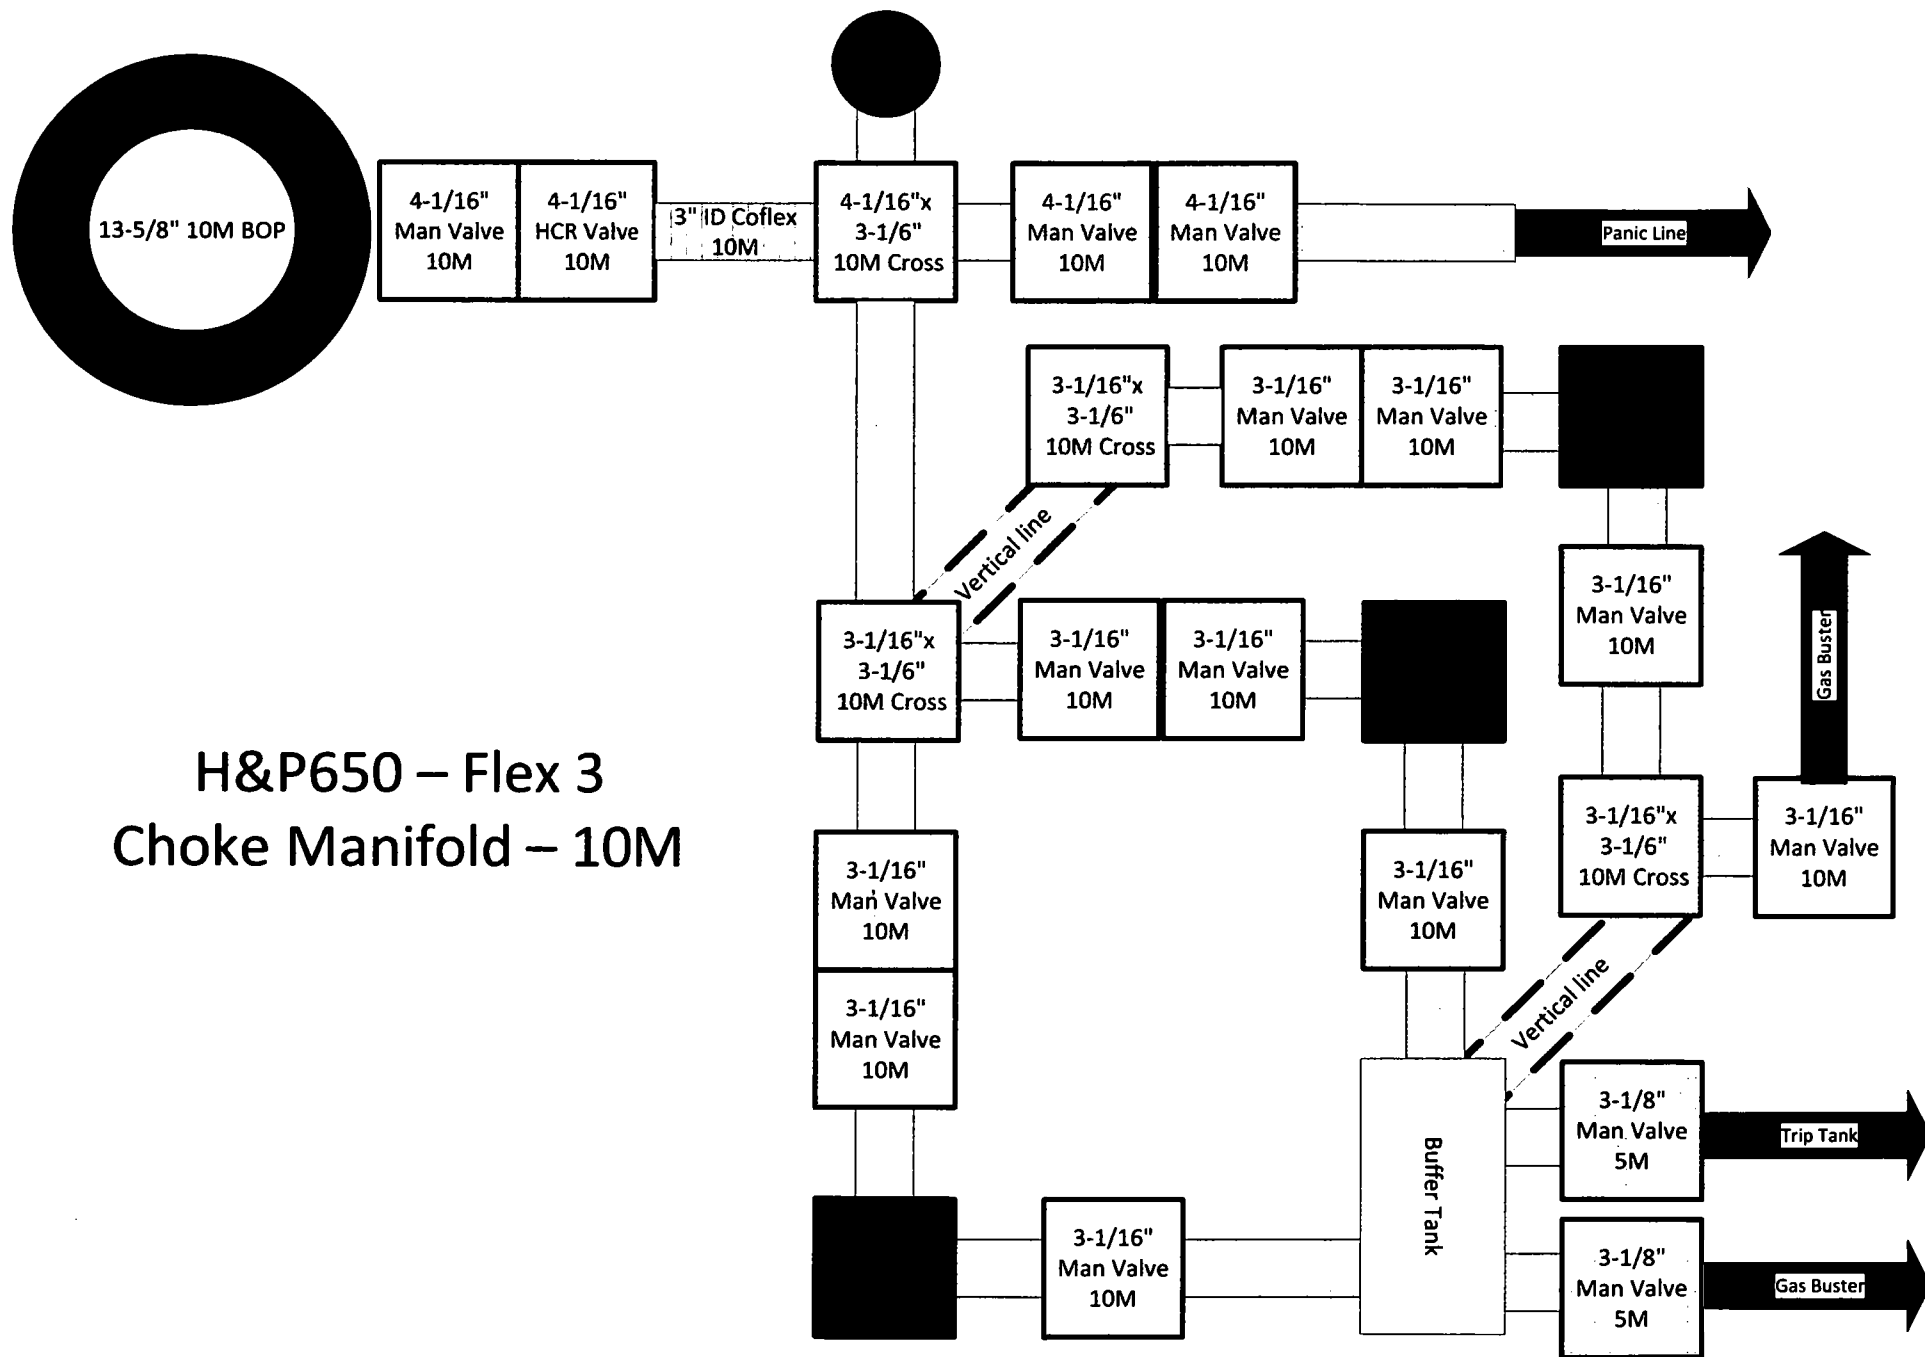 13-5/8" 10M BOP
4-1/16"
Man Valve
10M
4-1/16"
HCR Valve
10M
3" ID Coflex
10M
4-1/16"x
3-1/6"
10M Cross
4-1/16"
Man Valve
10M
4-1/16"
Man Valve
10M
Panic Line
3-1/16"x
3-1/6"
10M Cross
3-1/16"
Man Valve
10M
3-1/16"
Man Valve
10M
Vertical line
3-1/16"
Man Valve
10M
Gas Buster
3-1/16"x
3-1/6"
10M Cross
3-1/16"
Man Valve
10M
3-1/16"
Man Valve
10M
H&P650 – Flex 3
Choke Manifold – 10M
3-1/16"x
3-1/6"
10M Cross
3-1/16"
Man Valve
10M
3-1/16"
Man Valve
10M
3-1/16"
Man Valve
10M
3-1/16"
Man Valve
10M
Vertical line
Buffer Tank
3-1/8"
Man Valve
5M
Trip Tank
3-1/16"
Man Valve
10M
3-1/8"
Man Valve
5M
Gas Buster